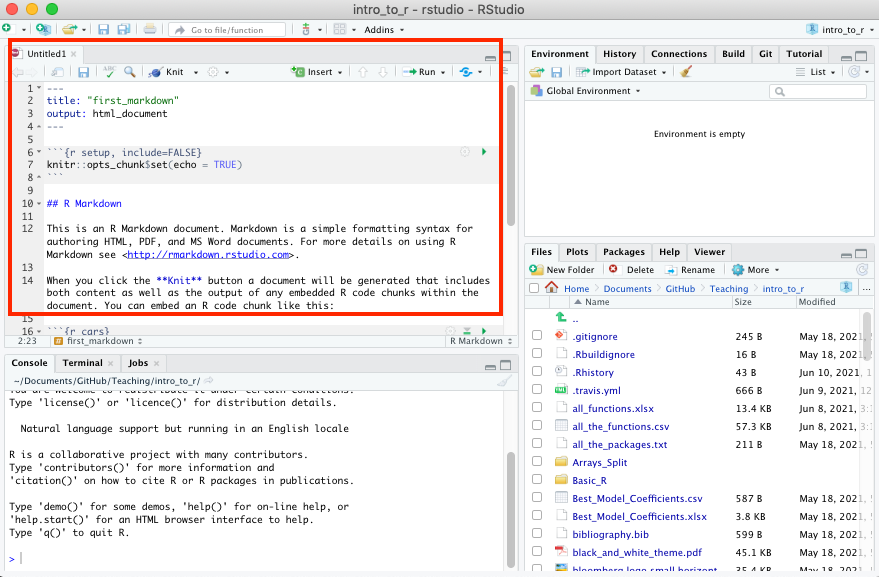 intro_to_r - rstudio - RStudio
Go to file/function
Addins
intro_to_r
Untitled1
Knit
Insert
Run
1 ---
2 title: "first_markdown"
3 output: html_document
4 ---
5
6 ```{r setup, include=FALSE}
7 knitr::opts_chunk$set(echo = TRUE)
8 ```
9
10 ## R Markdown
11
12 This is an R Markdown document. Markdown is a simple formatting syntax for
authoring HTML, PDF, and MS Word documents. For more details on using R
Markdown see <http://rmarkdown.rstudio.com>.
13
14 When you click the **Knit** button a document will be generated that includes
both content as well as the output of any embedded R code chunks within the
document. You can embed an R code chunk like this:
15
16 ```{r cars}
2:23 # first_markdown R Markdown
Console Terminal Jobs
~/Documents/GitHub/Teaching/intro_to_r/
You are welcome to redistribute it under certain conditions.
Type 'license()' or 'licence()' for distribution details.
Natural language support but running in an English locale
R is a collaborative project with many contributors.
Type 'contributors()' for more information and
'citation()' on how to cite R or R packages in publications.
Type 'demo()' for some demos, 'help()' for on-line help, or
'help.start()' for an HTML browser interface to help.
Type 'q()' to quit R.
>
Environment History Connections Build Git Tutorial
Import Dataset List
Global Environment
Environment is empty
Files Plots Packages Help Viewer
New Folder Delete Rename More
Home Documents GitHub Teaching intro_to_r ...
Name Size Modified
..
.gitignore 245 B May 18, 2021,
.Rbuildignore 16 B May 18, 2021,
.Rhistory 43 B Jun 10, 2021,
.travis.yml 666 B Jun 9, 2021,
all_functions.xlsx 13.4 KB Jun 8, 2021, 3:
all_the_functions.csv 57.3 KB Jun 8, 2021, 3:
all_the_packages.txt 211 B May 18, 2021,
Arrays_Split
Basic_R
Best_Model_Coefficients.csv 587 B May 18, 2021,
Best_Model_Coefficients.xlsx 3.8 KB May 18, 2021,
bibliography.bib 599 B May 18, 2021,
black_and_white_theme.pdf 45.1 KB May 18, 2021,
bloomberg.logo.small.horizont 35.4 KB May 18, 2021,